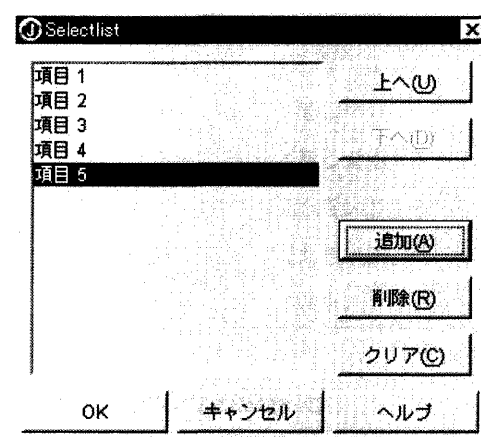 Selectlist
項目 1
項目 2
項目 3
項目 4
項目 5
上へ(U)
下へ(D)
追加(A)
削除(R)
クリア(C)
OK
キャンセル
ヘルプ